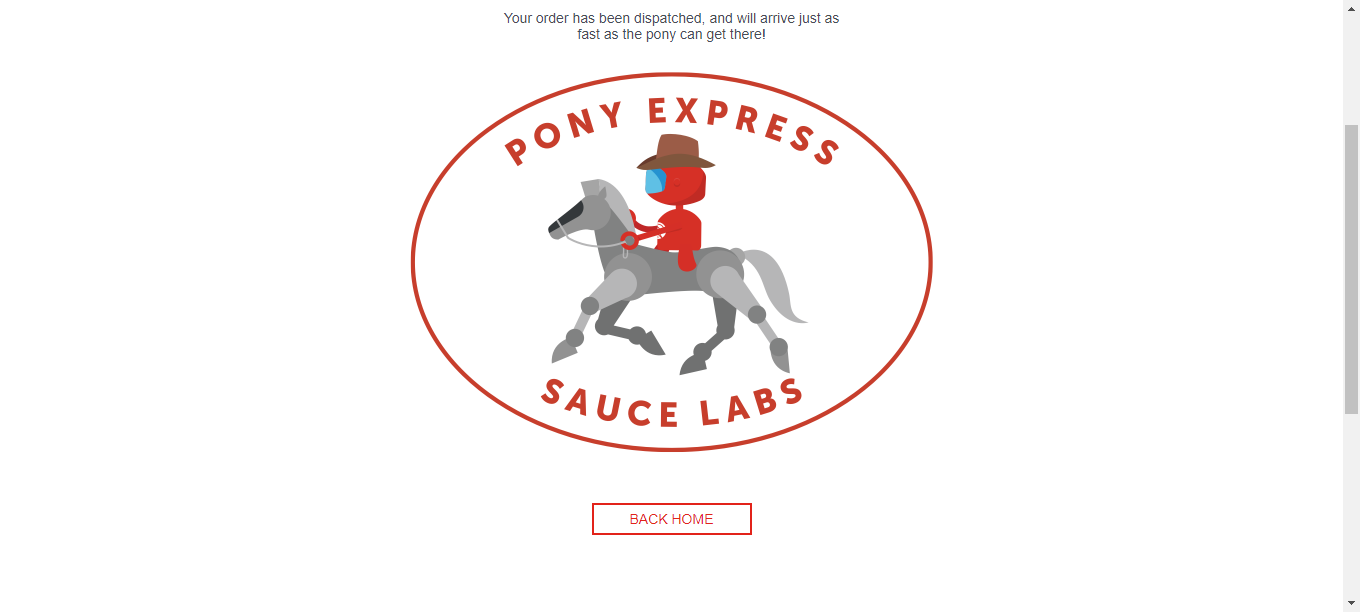 Your order has been dispatched, and will arrive just as
fast as the pony can get there!
PONY EXPRESS
SAUCE LABS
BACK HOME